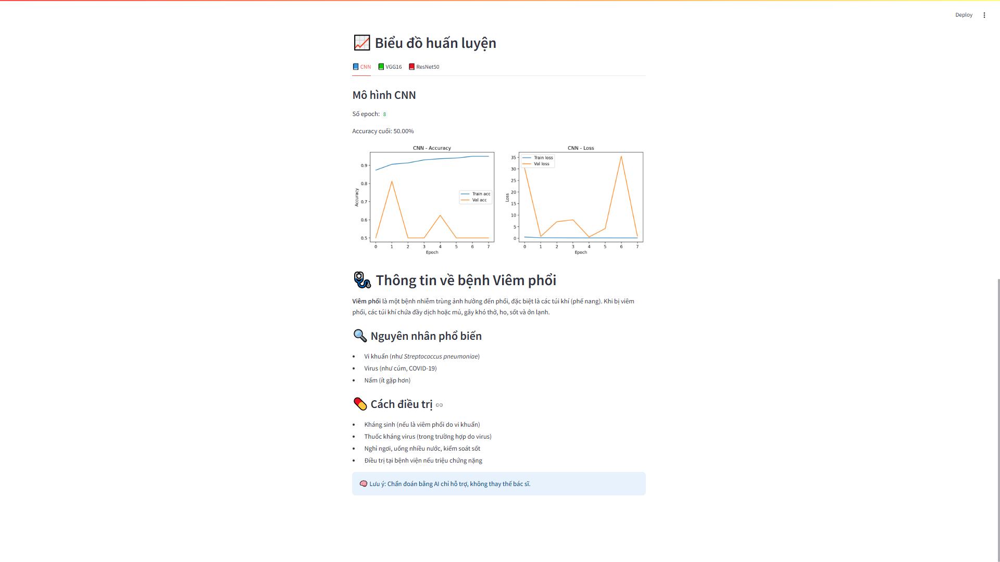 Deploy
Biểu đồ huấn luyện
CNN VGG16 ResNet50
Mô hình CNN
Số epoch: 8
Accuracy cuối: 50.00%
CNN - Accuracy
0.9
0.8
0.7
0.6
0.5
Accuracy
Train acc
Val acc
0 1 2 3 4 5 6 7
Epoch
CNN - Loss
35
30
25
20
15
10
5
0
Loss
Train loss
Val loss
0 1 2 3 4 5 6 7
Epoch
Thông tin về bệnh Viêm phổi
Viêm phổi là một bệnh nhiễm trùng ảnh hưởng đến phổi, đặc biệt là các túi khí (phế nang). Khi bị viêm
phổi, các túi khí chứa đầy dịch hoặc mủ, gây khó thở, ho, sốt và ớn lạnh.
Nguyên nhân phổ biến
• Vi khuẩn (như Streptococcus pneumoniae)
• Virus (như cúm, COVID-19)
• Nấm (ít gặp hơn)
Cách điều trị
• Kháng sinh (nếu là viêm phổi do vi khuẩn)
• Thuốc kháng virus (trong trường hợp do virus)
• Nghỉ ngơi, uống nhiều nước, kiểm soát sốt
• Điều trị tại bệnh viện nếu triệu chứng nặng
Lưu ý: Chẩn đoán bằng AI chỉ hỗ trợ, không thay thế bác sĩ.